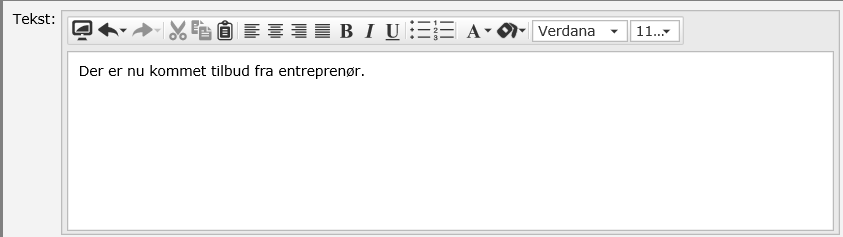 Tekst:
B I U A Verdana 11...
Der er nu kommet tilbud fra entreprenør.